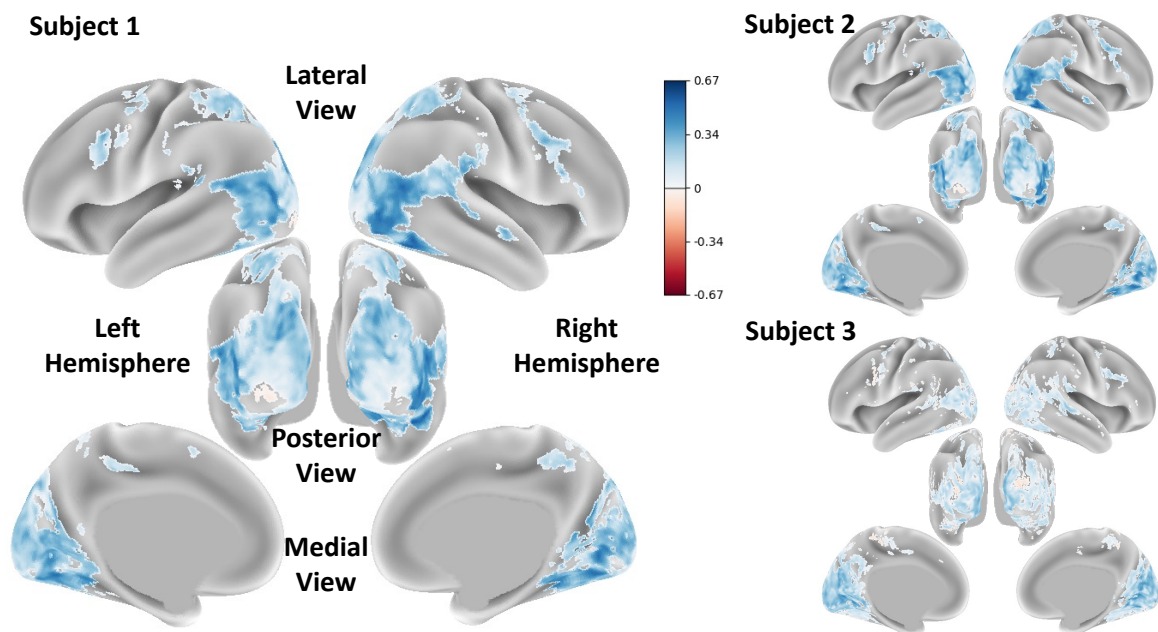 Subject 1
Lateral
View
0.67
0.34
0
-0.34
-0.67
Left
Hemisphere
Right
Hemisphere
Posterior
View
Medial
View
Subject 2
Subject 3